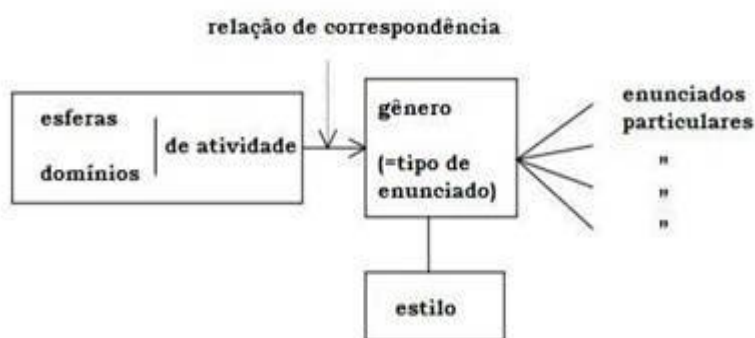 relação de correspondência
esferas
domínios
de atividade
gênero
(=tipo de
enunciado)
enunciados
particulares
"
"
"
estilo